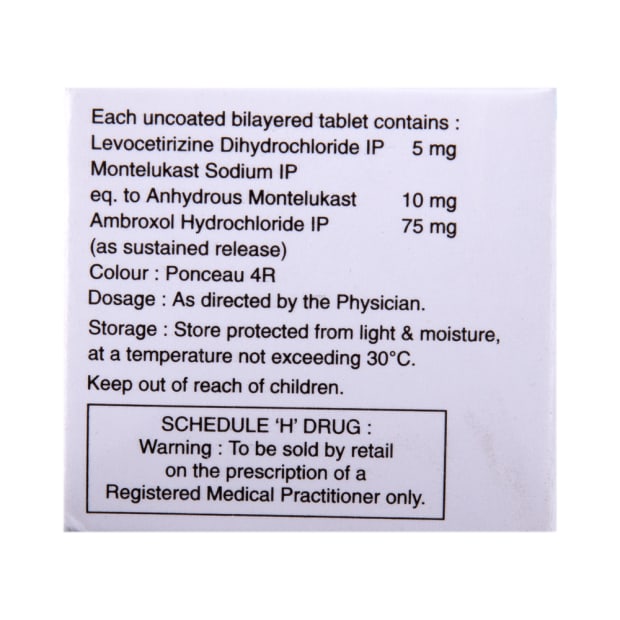 Each uncoated bilayered tablet contains :
Levocetirizine Dihydrochloride IP 5 mg
Montelukast Sodium IP
eq. to Anhydrous Montelukast 10 mg
Ambroxol Hydrochloride IP 75 mg
(as sustained release)
Colour : Ponceau 4R
Dosage : As directed by the Physician.
Storage : Store protected from light & moisture,
at a temperature not exceeding 30°C.
Keep out of reach of children.
SCHEDULE 'H' DRUG :
Warning : To be sold by retail
on the prescription of a
Registered Medical Practitioner only.